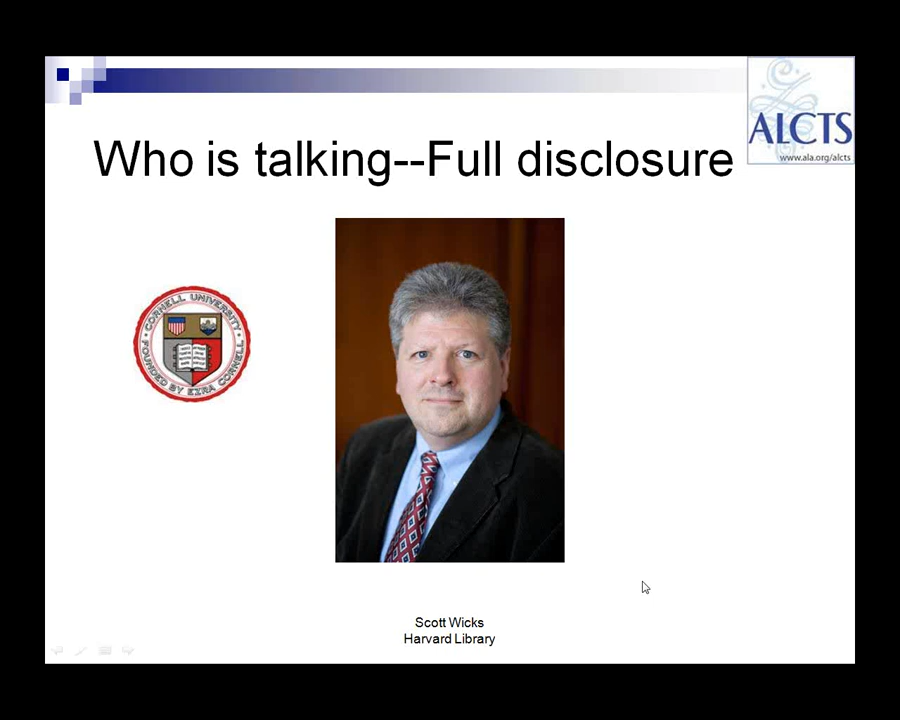 ALCTS
www.ala.org/alcts
Who is talking--Full disclosure
CORNELL UNIVERSITY
FOUNDED BY EZRA CORNELL
Scott Wicks
Harvard Library